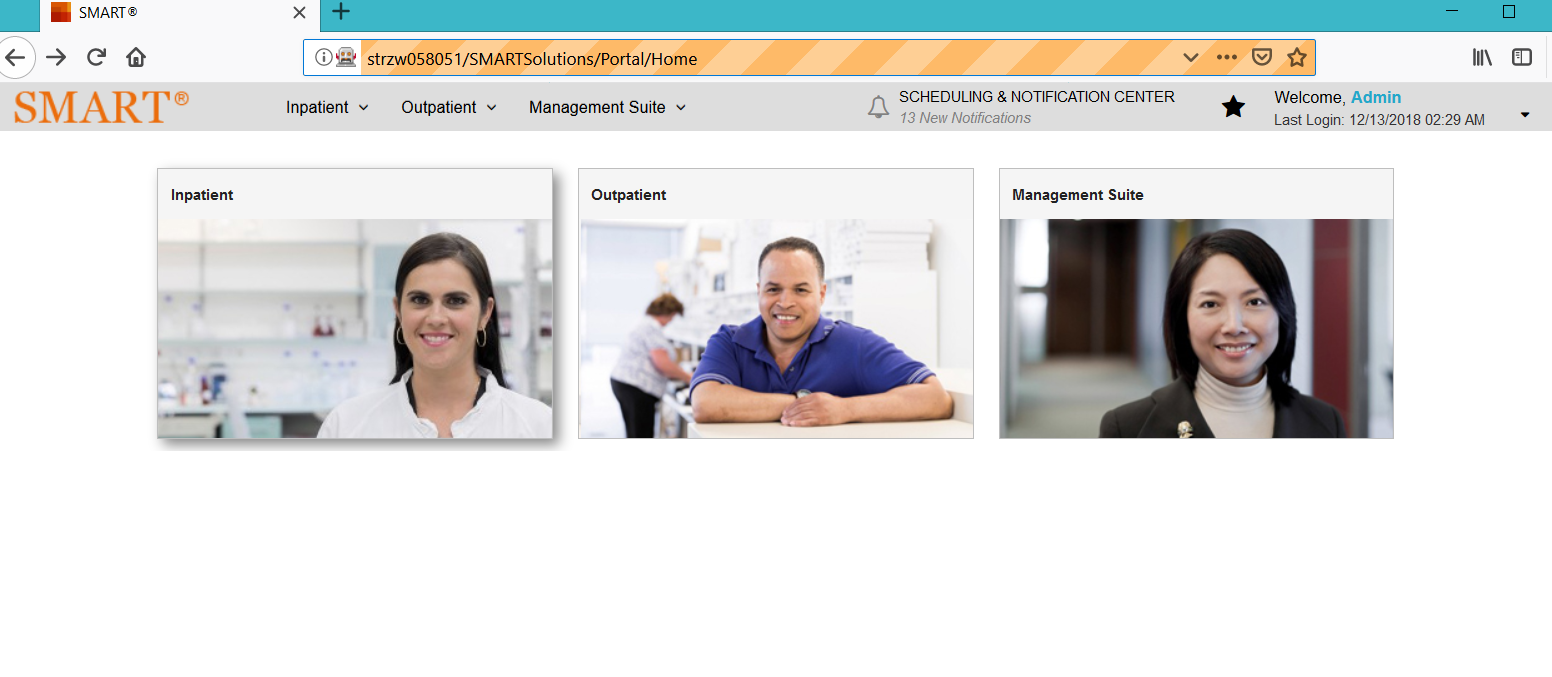 SMART®
strzw058051/SMARTSolutions/Portal/Home
SMART®
Inpatient
Outpatient
Management Suite
SCHEDULING & NOTIFICATION CENTER
13 New Notifications
Welcome, Admin
Last Login: 12/13/2018 02:29 AM
Inpatient
Outpatient
Management Suite